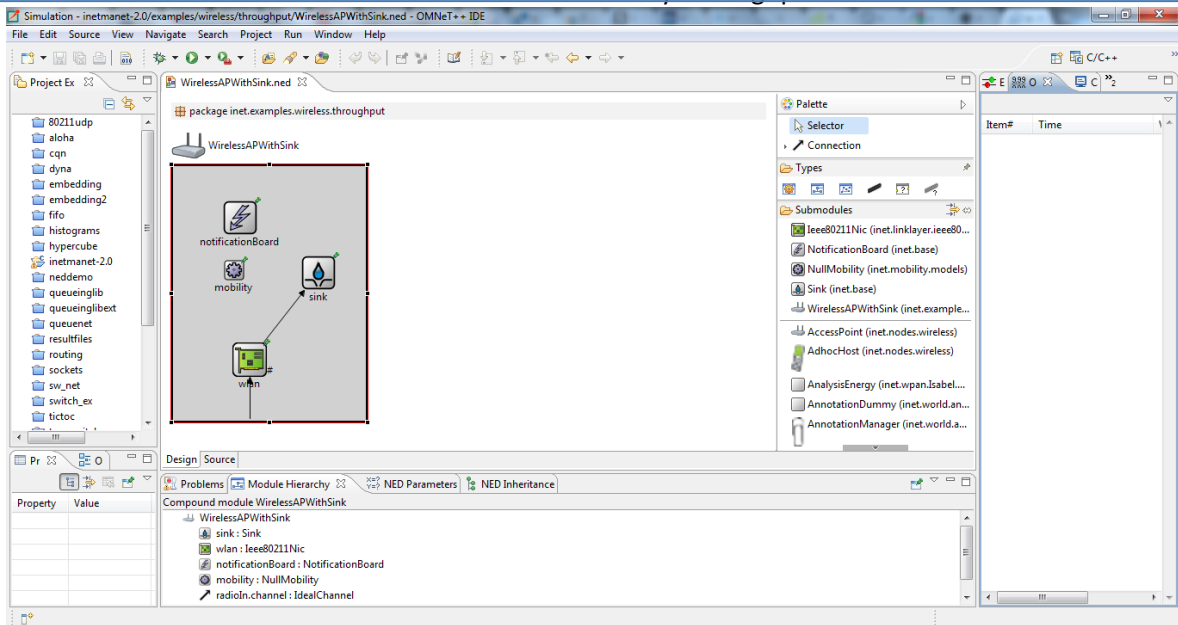 Simulation - inetmanet-2.0/examples/wireless/throughput/WirelessAPWithSink.ned - OMNeT++ IDE
File Edit Source View Navigate Search Project Run Window Help
C/C++
Project Ex
WirelessAPWithSink.ned
E O C 2
80211udp
aloha
cqn
dyna
embedding
embedding2
fifo
histograms
hypercube
inetmanet-2.0
neddemo
queueinglib
queueinglibext
queuenet
resultfiles
routing
sockets
sw_net
switch_ex
tictoc
package inet.examples.wireless.throughput
WirelessAPWithSink
notificationBoard
mobility
sink
wlan
Palette
Selector
Connection
Types
Submodules
Ieee80211Nic (inet.linklayer.ieee80...
NotificationBoard (inet.base)
NullMobility (inet.mobility.models)
Sink (inet.base)
WirelessAPWithSink (inet.example...
AccessPoint (inet.nodes.wireless)
AdhocHost (inet.nodes.wireless)
AnalysisEnergy (inet.wpan.Isabel....
AnnotationDummy (inet.world.an...
AnnotationManager (inet.world.a...
Item# Time
Design Source
Pr O
Property Value
Problems Module Hierarchy NED Parameters NED Inheritance
Compound module WirelessAPWithSink
WirelessAPWithSink
sink : Sink
wlan : Ieee80211Nic
notificationBoard : NotificationBoard
mobility : NullMobility
radioIn.channel : IdealChannel